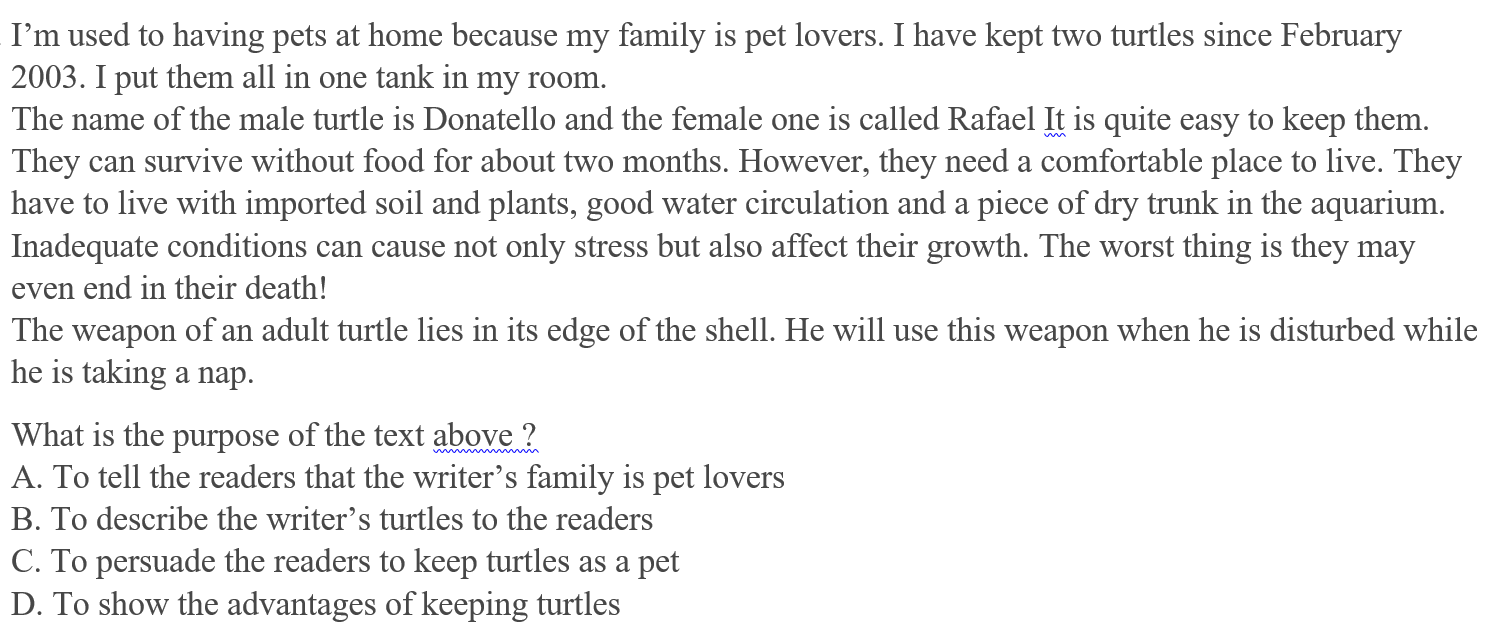 I’m used to having pets at home because my family is pet lovers. I have kept two turtles since February
2003. I put them all in one tank in my room.
The name of the male turtle is Donatello and the female one is called Rafael It is quite easy to keep them.
They can survive without food for about two months. However, they need a comfortable place to live. They
have to live with imported soil and plants, good water circulation and a piece of dry trunk in the aquarium.
Inadequate conditions can cause not only stress but also affect their growth. The worst thing is they may
even end in their death!
The weapon of an adult turtle lies in its edge of the shell. He will use this weapon when he is disturbed while
he is taking a nap.
What is the purpose of the text above ?
A. To tell the readers that the writer’s family is pet lovers
B. To describe the writer’s turtles to the readers
C. To persuade the readers to keep turtles as a pet
D. To show the advantages of keeping turtles